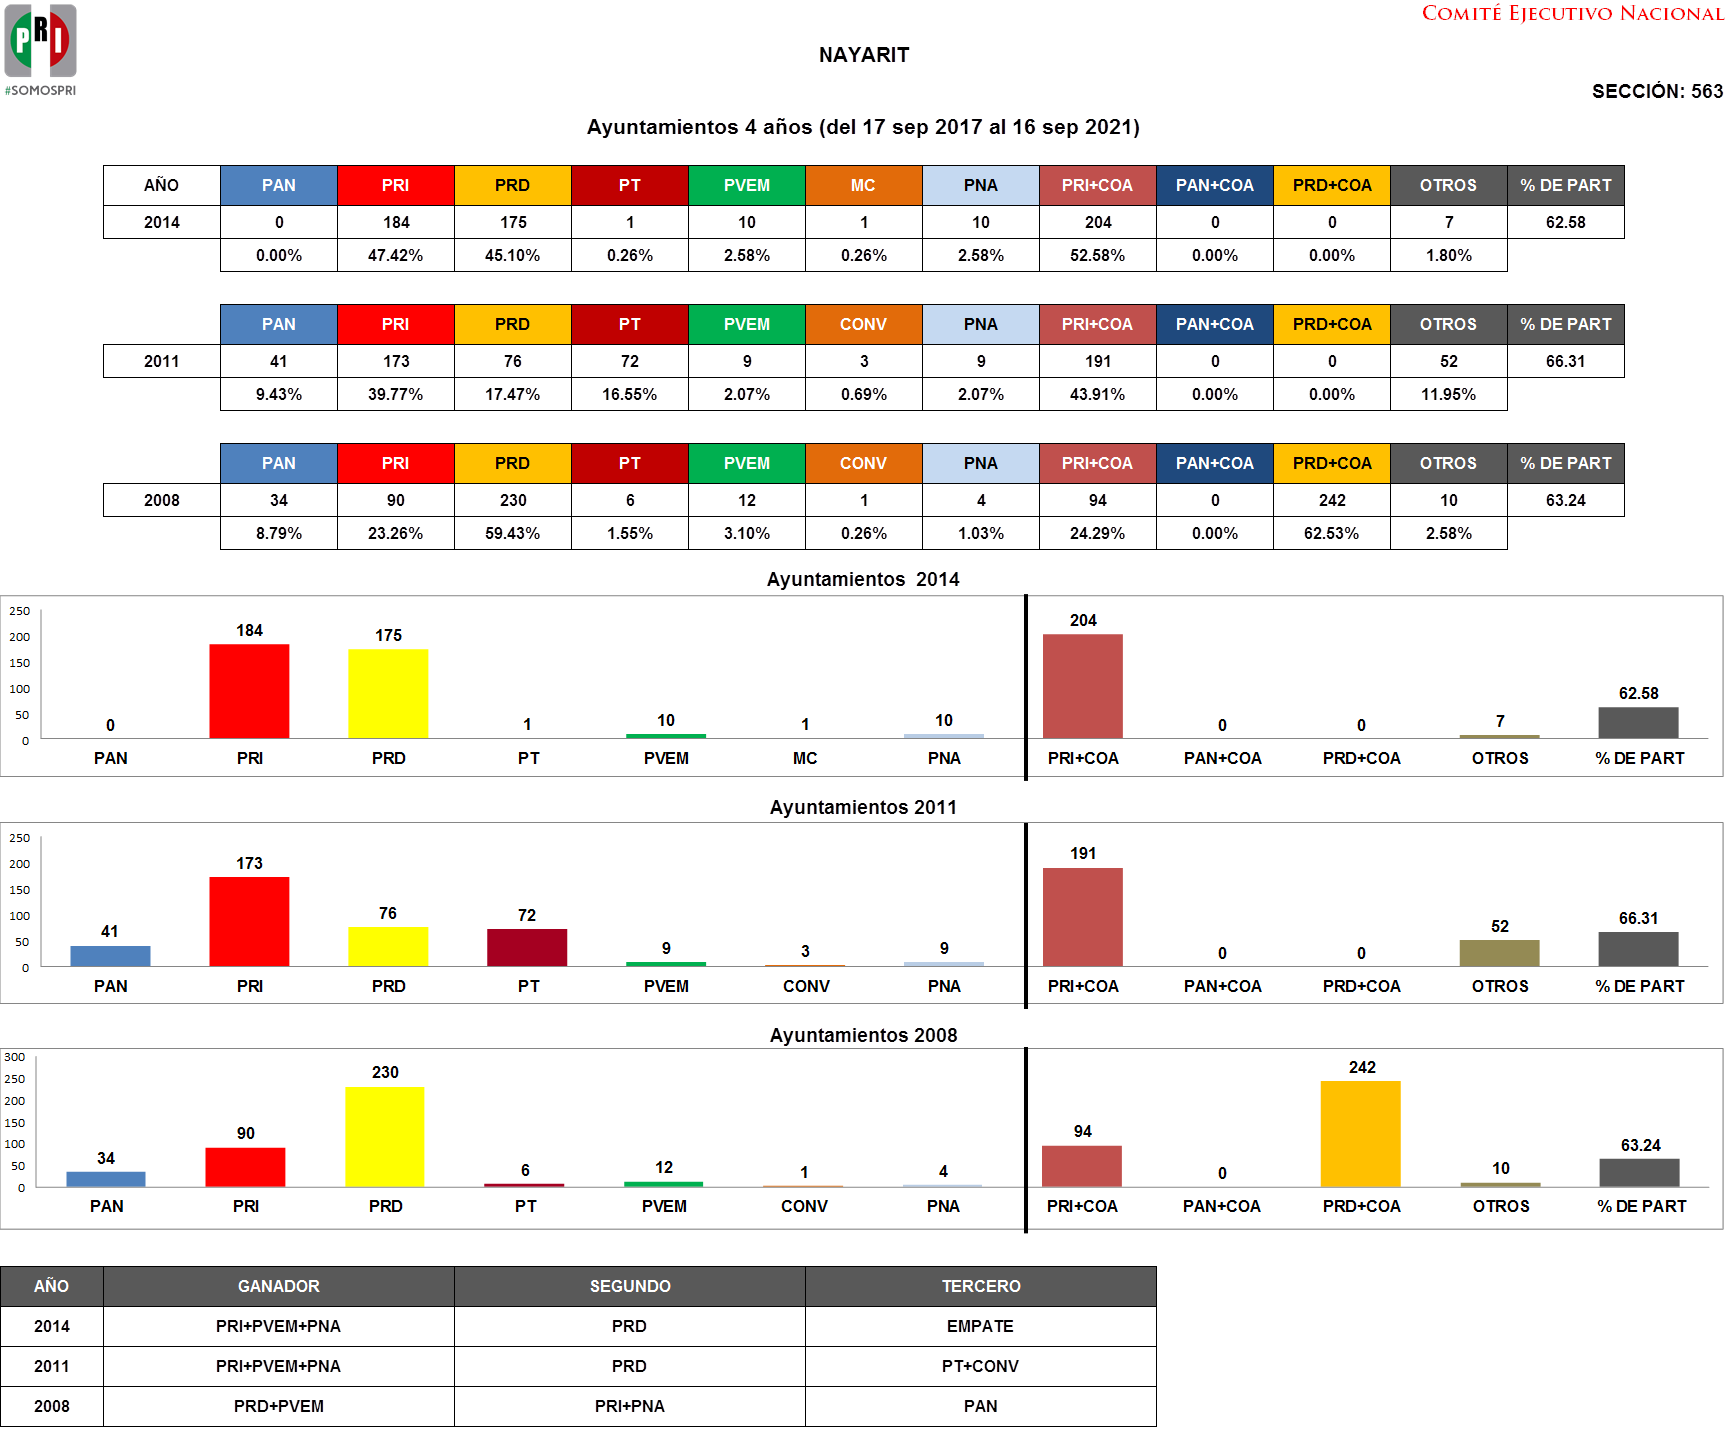 PRI
#SOMOSPRI
COMITÉ EJECUTIVO NACIONAL
NAYARIT
SECCIÓN: 563
Ayuntamientos 4 años (del 17 sep 2017 al 16 sep 2021)
AÑO PAN PRI PRD PT PVEM MC PNA PRI+COA PAN+COA PRD+COA OTROS % DE PART
2014 0 184 175 1 10 1 10 204 0 0 7 62.58
0.00% 47.42% 45.10% 0.26% 2.58% 0.26% 2.58% 52.58% 0.00% 0.00% 1.80%
PAN PRI PRD PT PVEM CONV PNA PRI+COA PAN+COA PRD+COA OTROS % DE PART
2011 41 173 76 72 9 3 9 191 0 0 52 66.31
9.43% 39.77% 17.47% 16.55% 2.07% 0.69% 2.07% 43.91% 0.00% 0.00% 11.95%
PAN PRI PRD PT PVEM CONV PNA PRI+COA PAN+COA PRD+COA OTROS % DE PART
2008 34 90 230 6 12 1 4 94 0 242 10 63.24
8.79% 23.26% 59.43% 1.55% 3.10% 0.26% 1.03% 24.29% 0.00% 62.53% 2.58%
Ayuntamientos 2014
250
200
150
100
50
0
0 184 175 1 10 1 10 204 0 0 7 62.58
PAN PRI PRD PT PVEM MC PNA PRI+COA PAN+COA PRD+COA OTROS % DE PART
Ayuntamientos 2011
250
200
150
100
50
0
41 173 76 72 9 3 9 191 0 0 52 66.31
PAN PRI PRD PT PVEM CONV PNA PRI+COA PAN+COA PRD+COA OTROS % DE PART
Ayuntamientos 2008
300
250
200
150
100
50
0
34 90 230 6 12 1 4 94 0 242 10 63.24
PAN PRI PRD PT PVEM CONV PNA PRI+COA PAN+COA PRD+COA OTROS % DE PART
AÑO GANADOR SEGUNDO TERCERO
2014 PRI+PVEM+PNA PRD EMPATE
2011 PRI+PVEM+PNA PRD PT+CONV
2008 PRD+PVEM PRI+PNA PAN